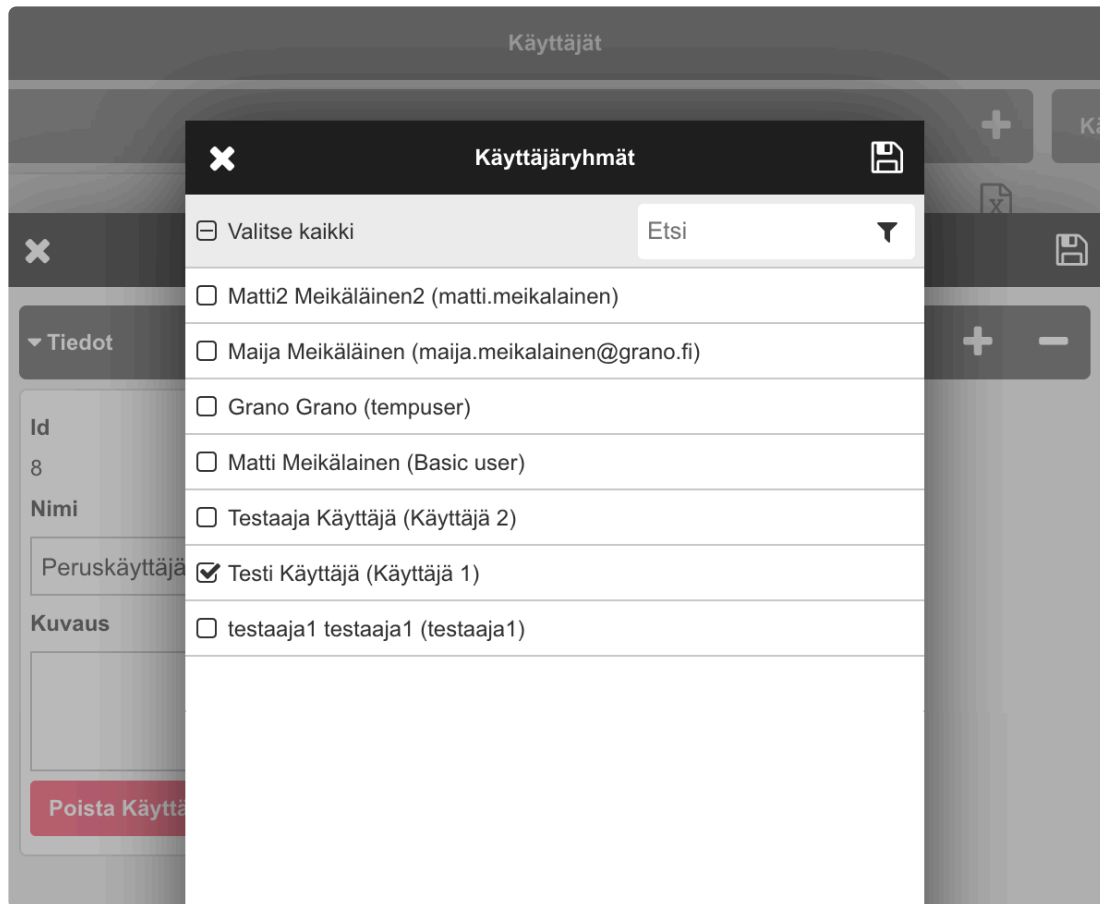 Käyttäjät
Kä
Käyttäjäryhmät
Valitse kaikki
Etsi
Matti2 Meikäläinen2 (matti.meikalainen)
Maija Meikäläinen (maija.meikalainen@grano.fi)
Grano Grano (tempuser)
Matti Meikälainen (Basic user)
Testaaja Käyttäjä (Käyttäjä 2)
Testi Käyttäjä (Käyttäjä 1)
testaaja1 testaaja1 (testaaja1)
Tiedot
Id
8
Nimi
Peruskäyttäjä
Kuvaus
Poista Käyttä